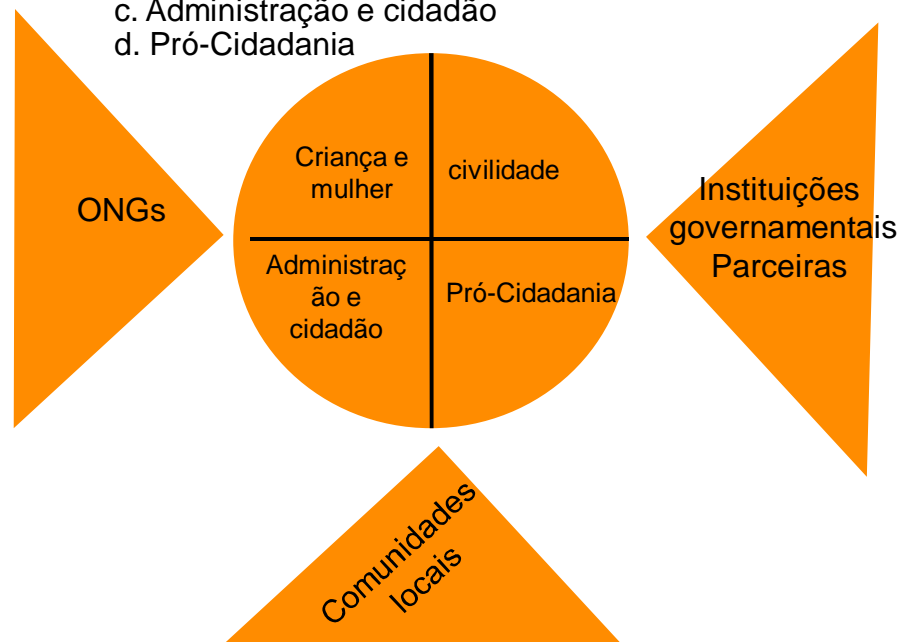 c. Administração e cidadão
d. Pró-Cidadania
Criança e
mulher
civilidade
ONGs
Instituições
governamentais
Parceiras
Administraç
ão e
cidadão
Pró-Cidadania
Comunidades
locais